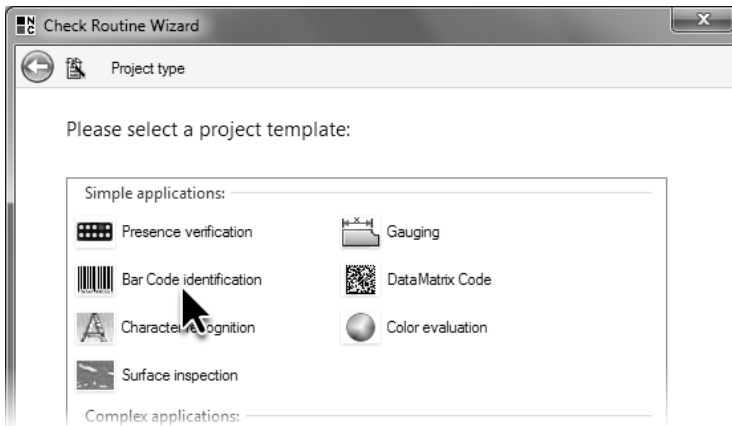 Check Routine Wizard
Project type
Please select a project template:
Simple applications:
Presence verification
Gauging
Bar Code identification
DataMatrix Code
Character recognition
Color evaluation
Surface inspection
Complex applications: